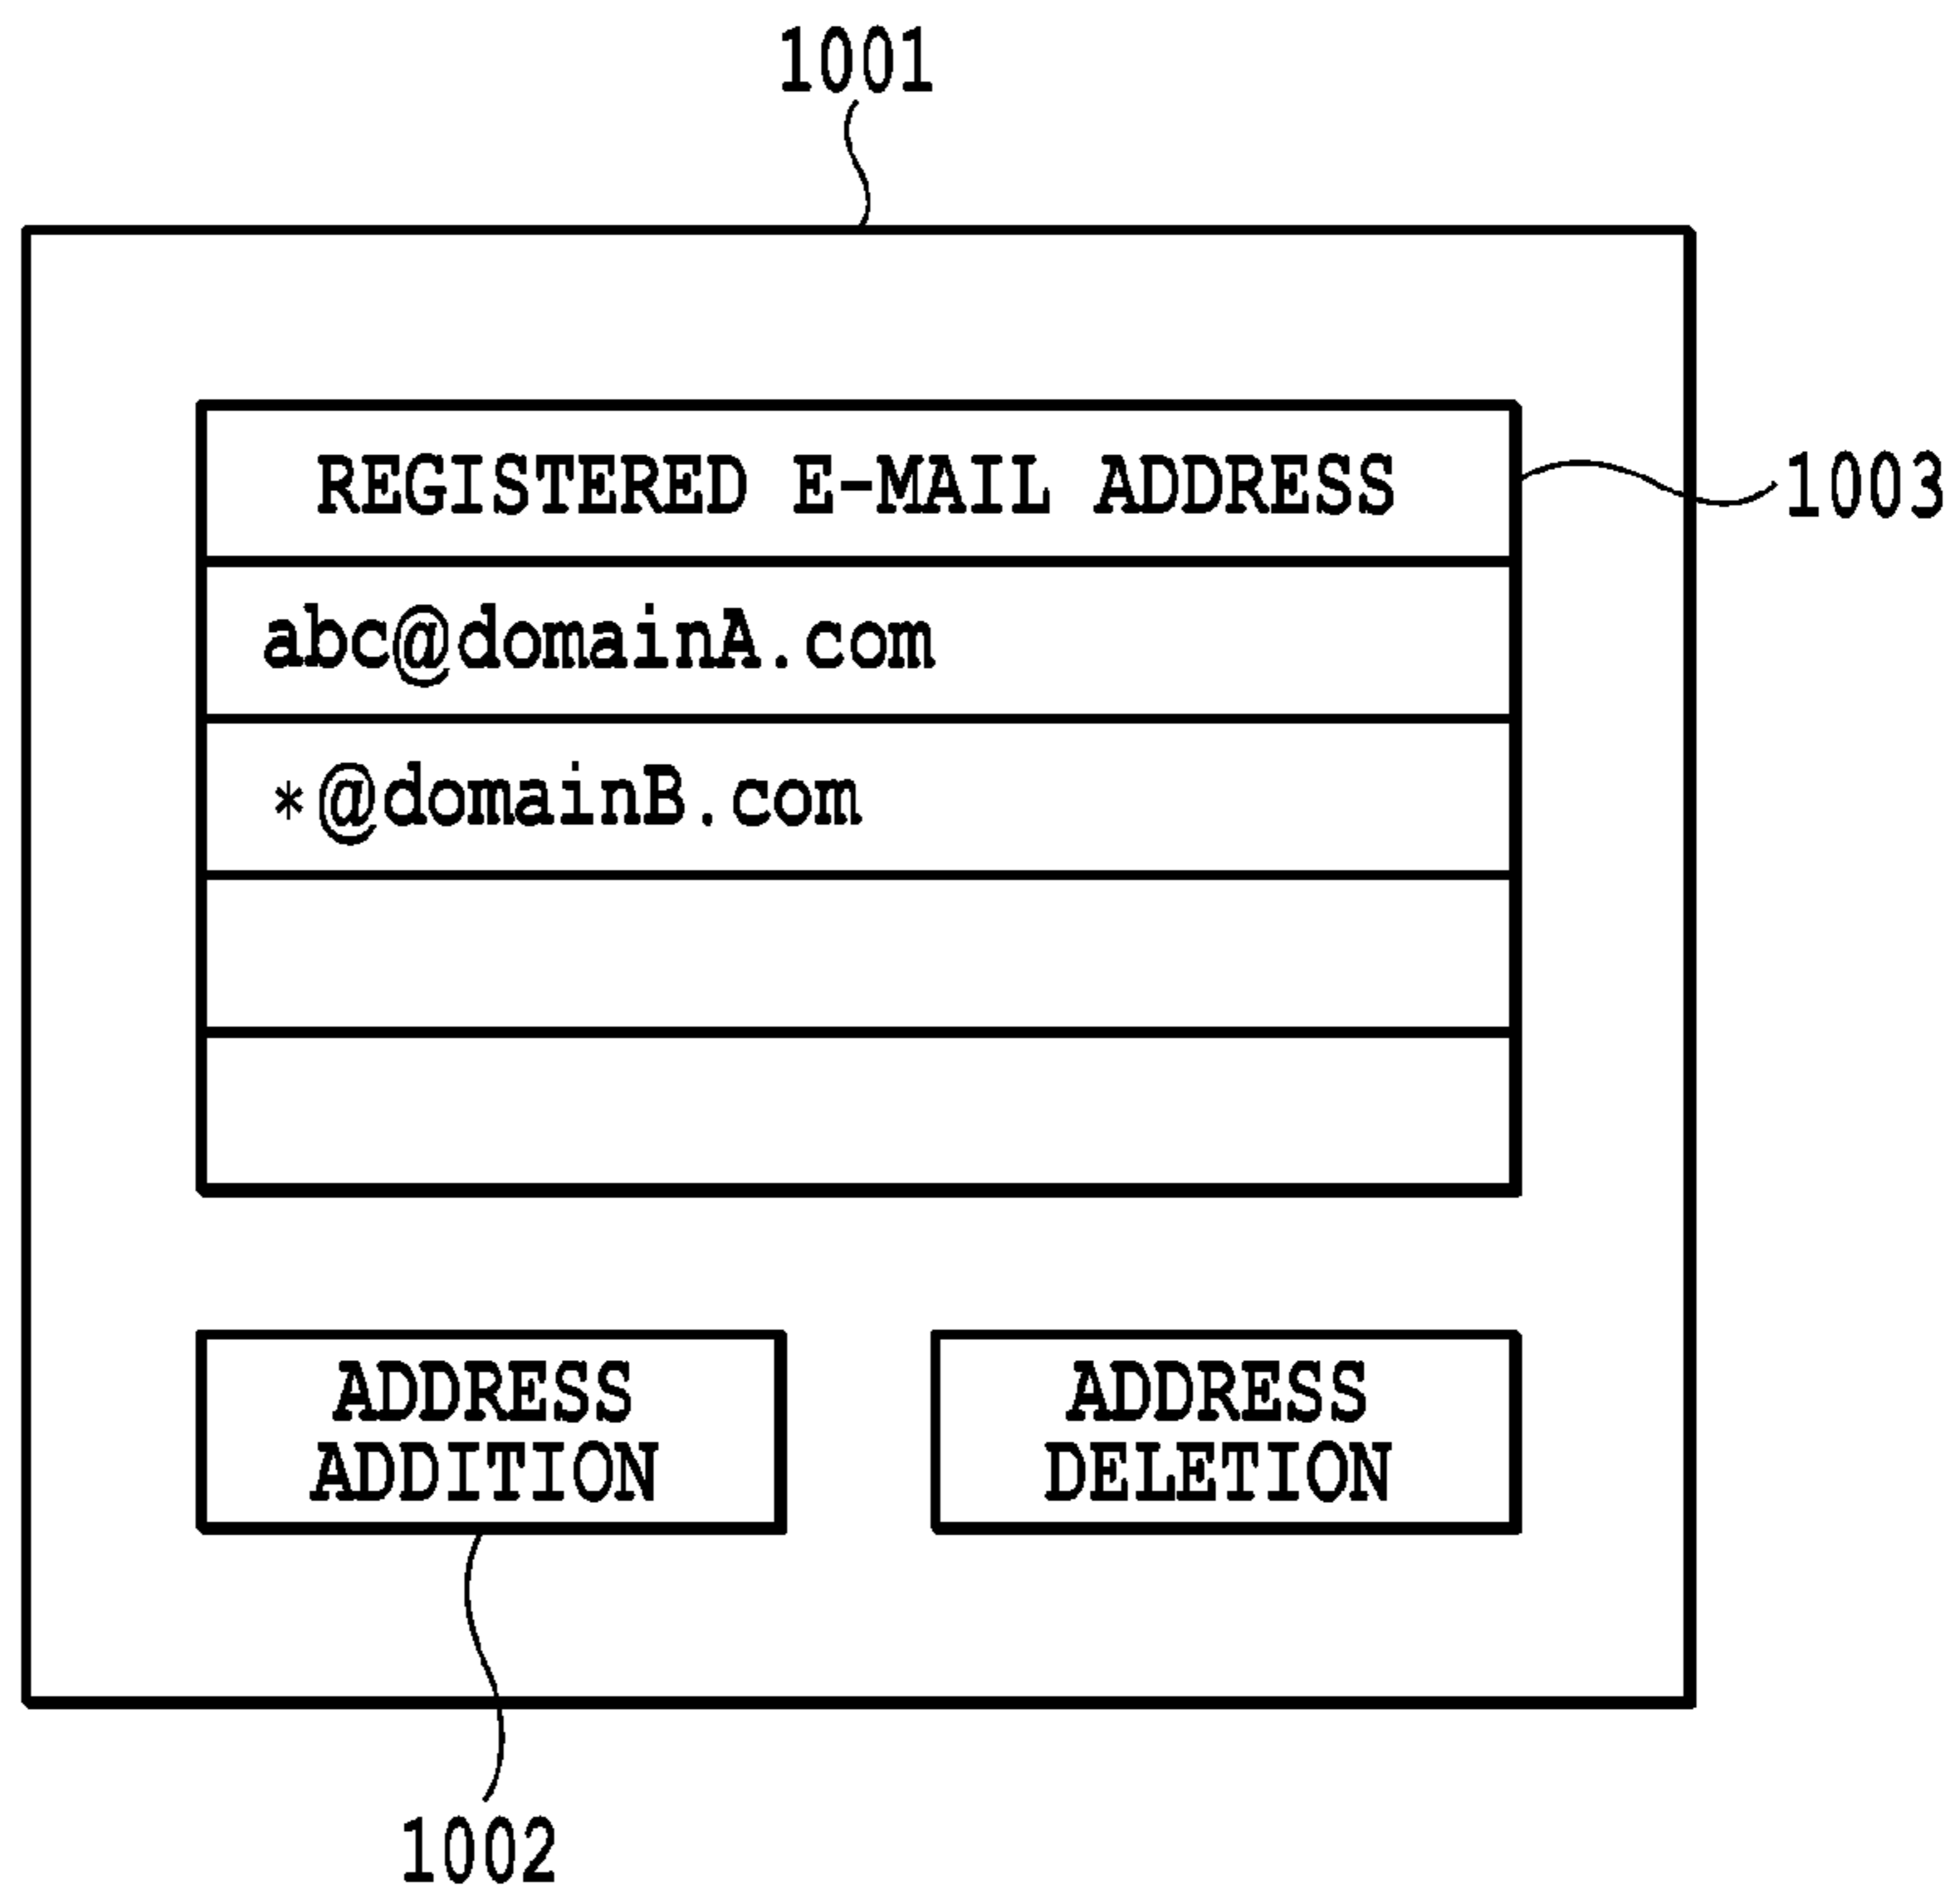 1001
REGISTERED E-MAIL ADDRESS
1003
abc@domainA.com
*@domainB.com
ADDRESS
ADDITION
ADDRESS
DELETION
1002